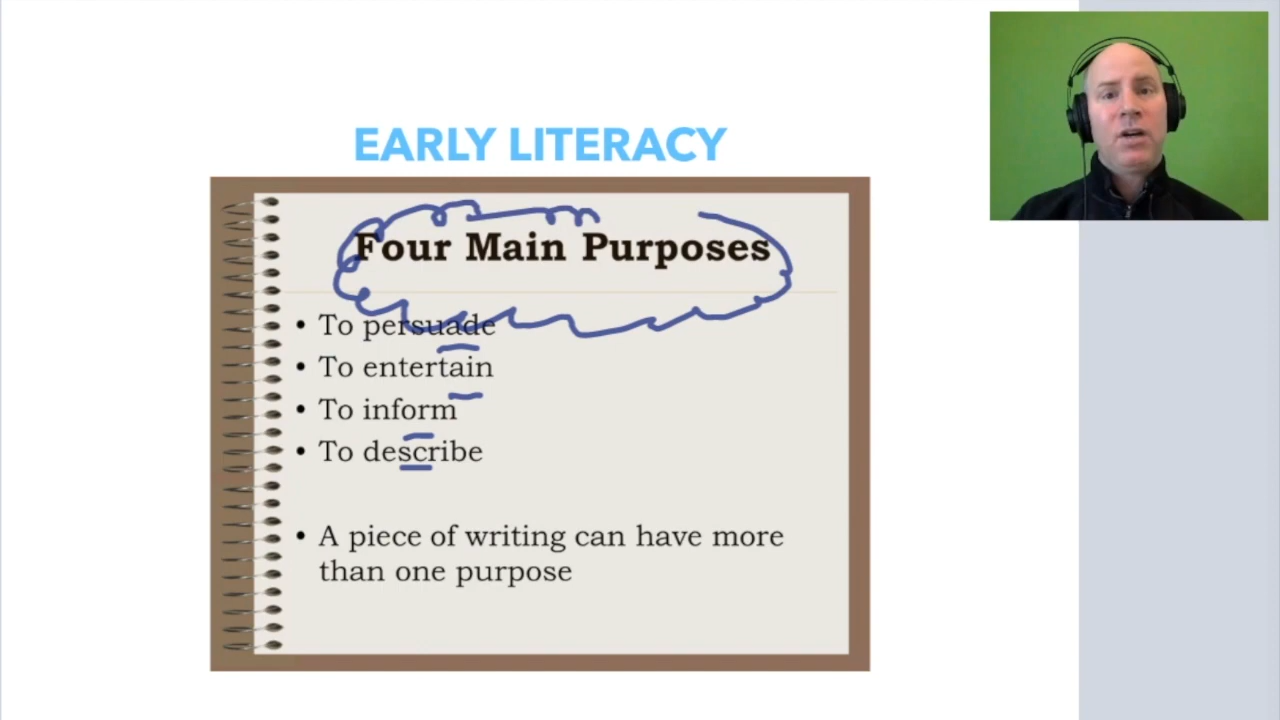 EARLY LITERACY
Four Main Purposes
• To persuade
• To entertain
• To inform
• To describe
• A piece of writing can have more
than one purpose